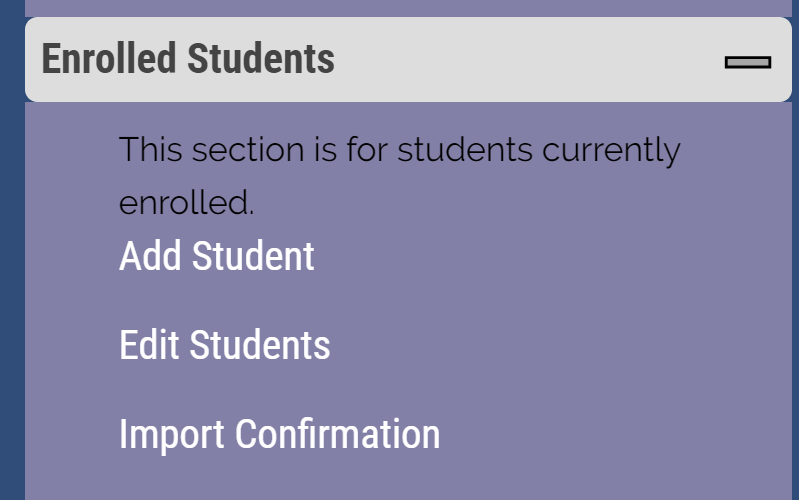 Enrolled Students
This section is for students currently
enrolled.
Add Student
Edit Students
Import Confirmation